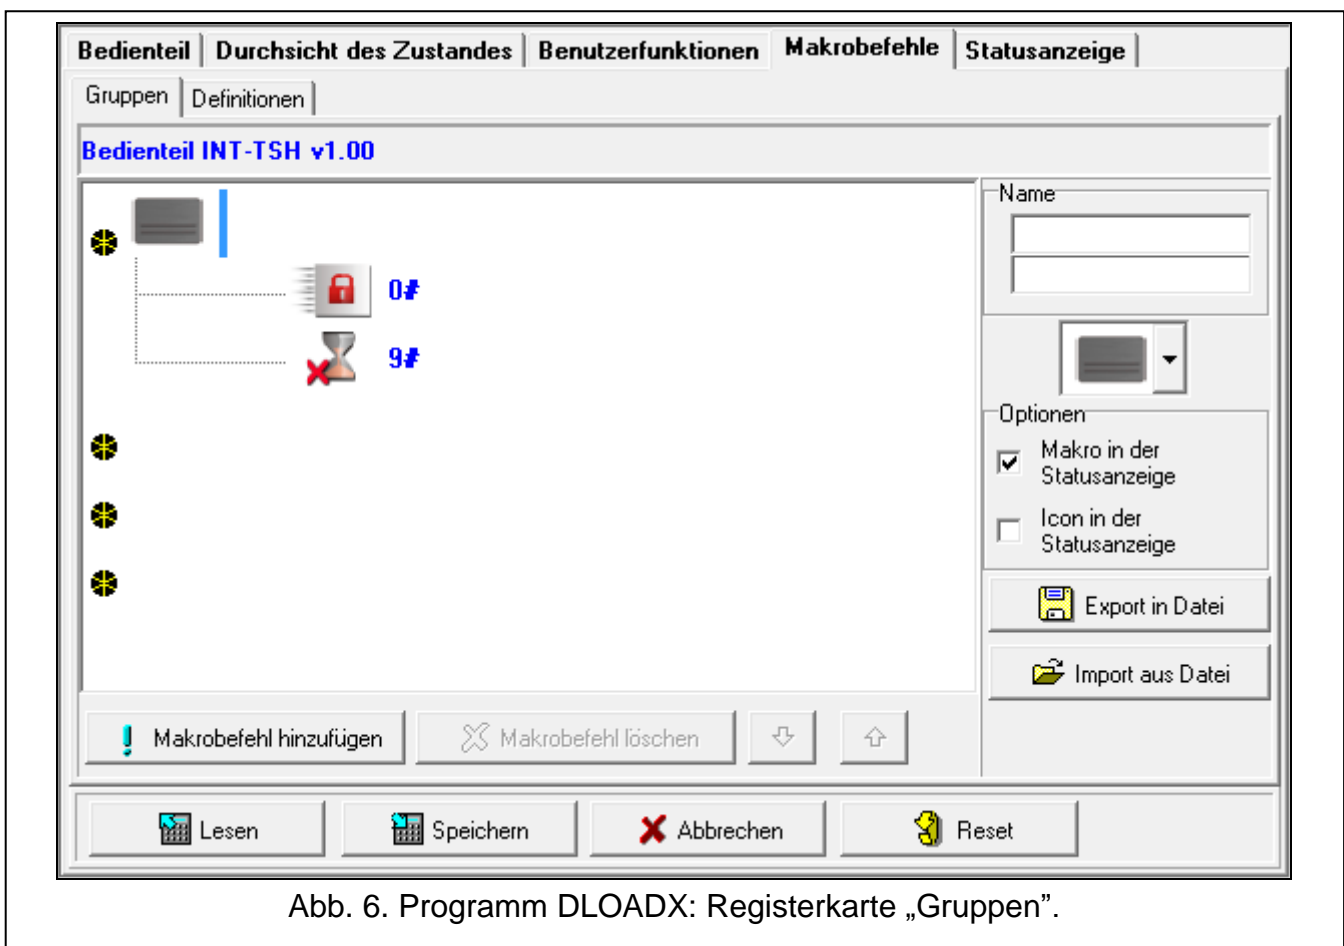 Bedienteil Durchsicht des Zustandes Benutzerfunktionen Makrobefehle Statusanzeige
Gruppen Definitionen
Bedienteil INT-TSH v1.00
0#
9#
Name
Optionen
Makro in der
Statusanzeige
Icon in der
Statusanzeige
Export in Datei
Import aus Datei
Makrobefehl hinzufügen Makrobefehl löschen
Lesen Speichern Abbrechen Reset
Abb. 6. Programm DLOADX: Registerkarte „Gruppen”.